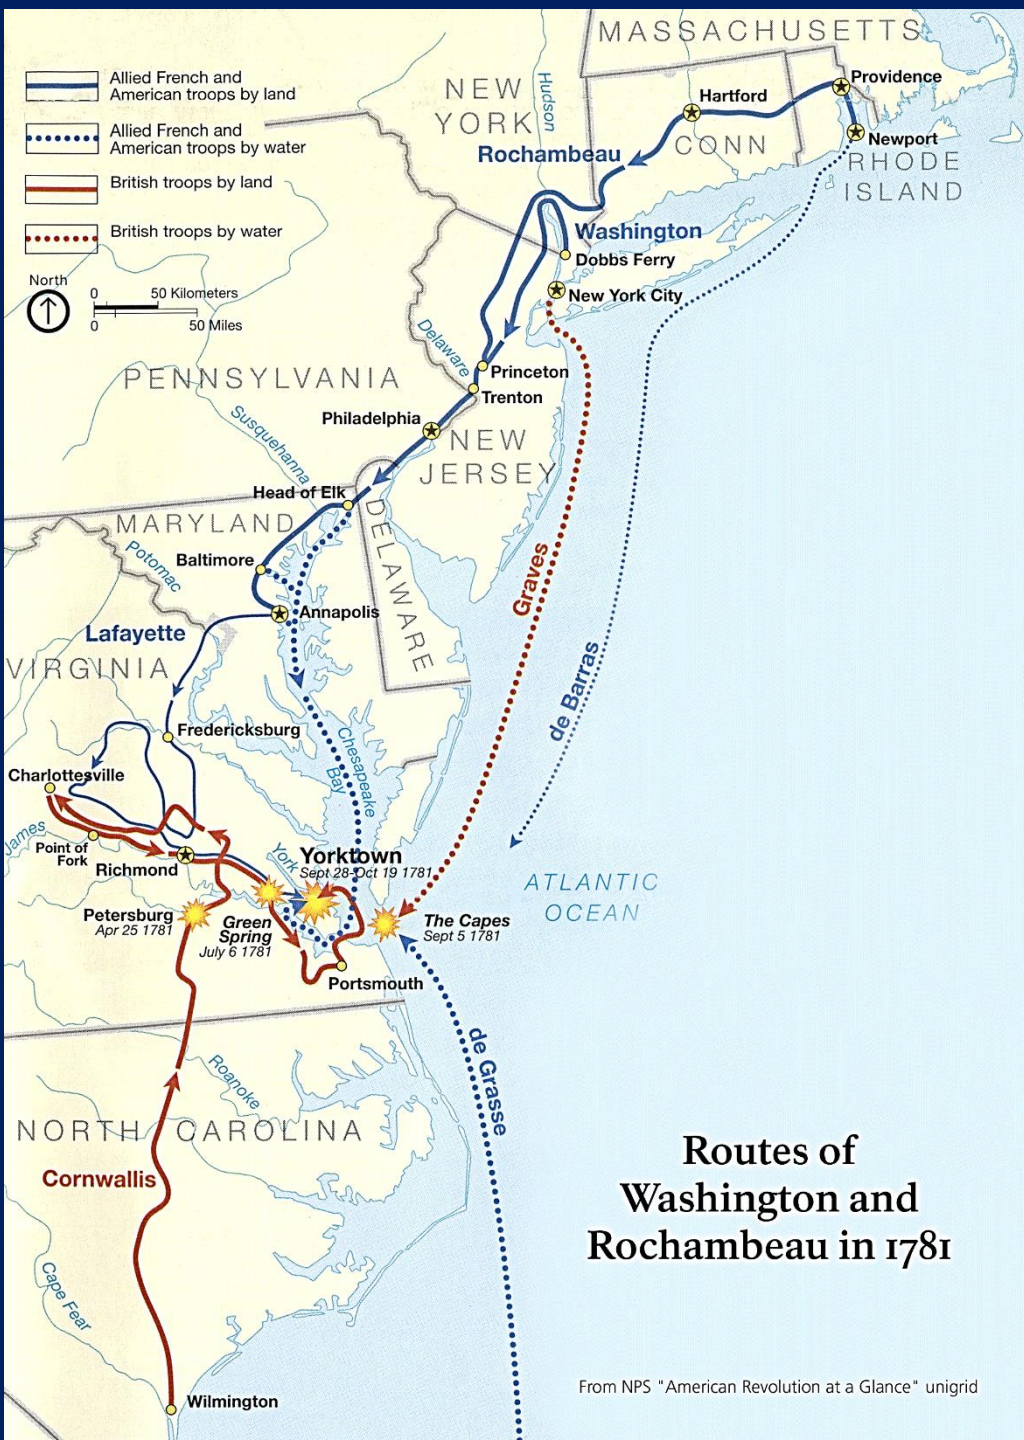 MASSACHUSETTS
Allied French and
American troops by land
Allied French and
American troops by water
British troops by land
British troops by water
North
0 50 Kilometers
0 50 Miles
NEW
YORK
Hudson
Providence
Hartford
CONN
Newport
RHODE
ISLAND
Rochambeau
Washington
Dobbs Ferry
New York City
Delaware
Princeton
Trenton
PENNSYLVANIA
Philadelphia
NEW
JERSEY
Susquehanna
Head of Elk
MARYLAND
DELAWARE
Potomac
Baltimore
Annapolis
Graves
de Barras
Lafayette
VIRGINIA
Fredericksburg
Chesapeake
Bay
Charlottesville
James
Point of
Fork
Richmond
York
Yorktown
Sept 28-Oct 19 1781
ATLANTIC
OCEAN
Petersburg
Apr 25 1781
Green
Spring
July 6 1781
The Capes
Sept 5 1781
Portsmouth
de Grasse
Roanoke
NORTH CAROLINA
Cornwallis
Cape Fear
Wilmington
Routes of
Washington and
Rochambeau in 1781
From NPS "American Revolution at a Glance" unigrid